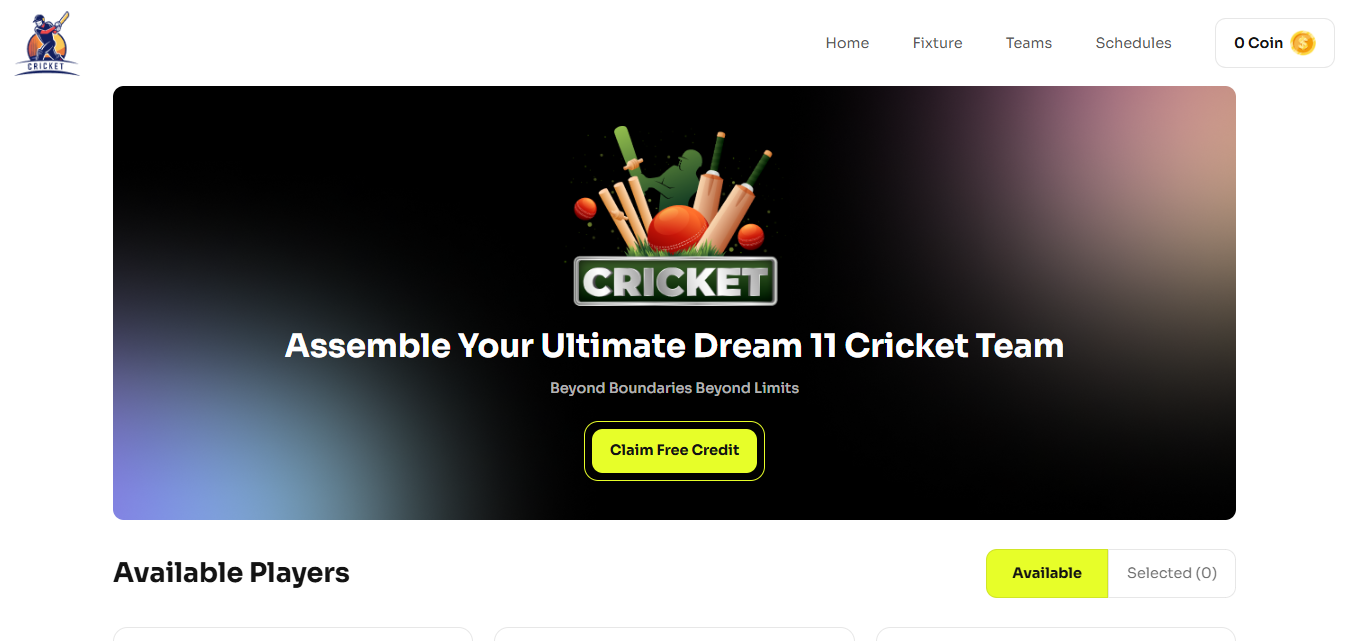 CRICKET
Home
Fixture
Teams
Schedules
0 Coin
CRICKET
Assemble Your Ultimate Dream 11 Cricket Team
Beyond Boundaries Beyond Limits
Claim Free Credit
Available Players
Available
Selected (0)